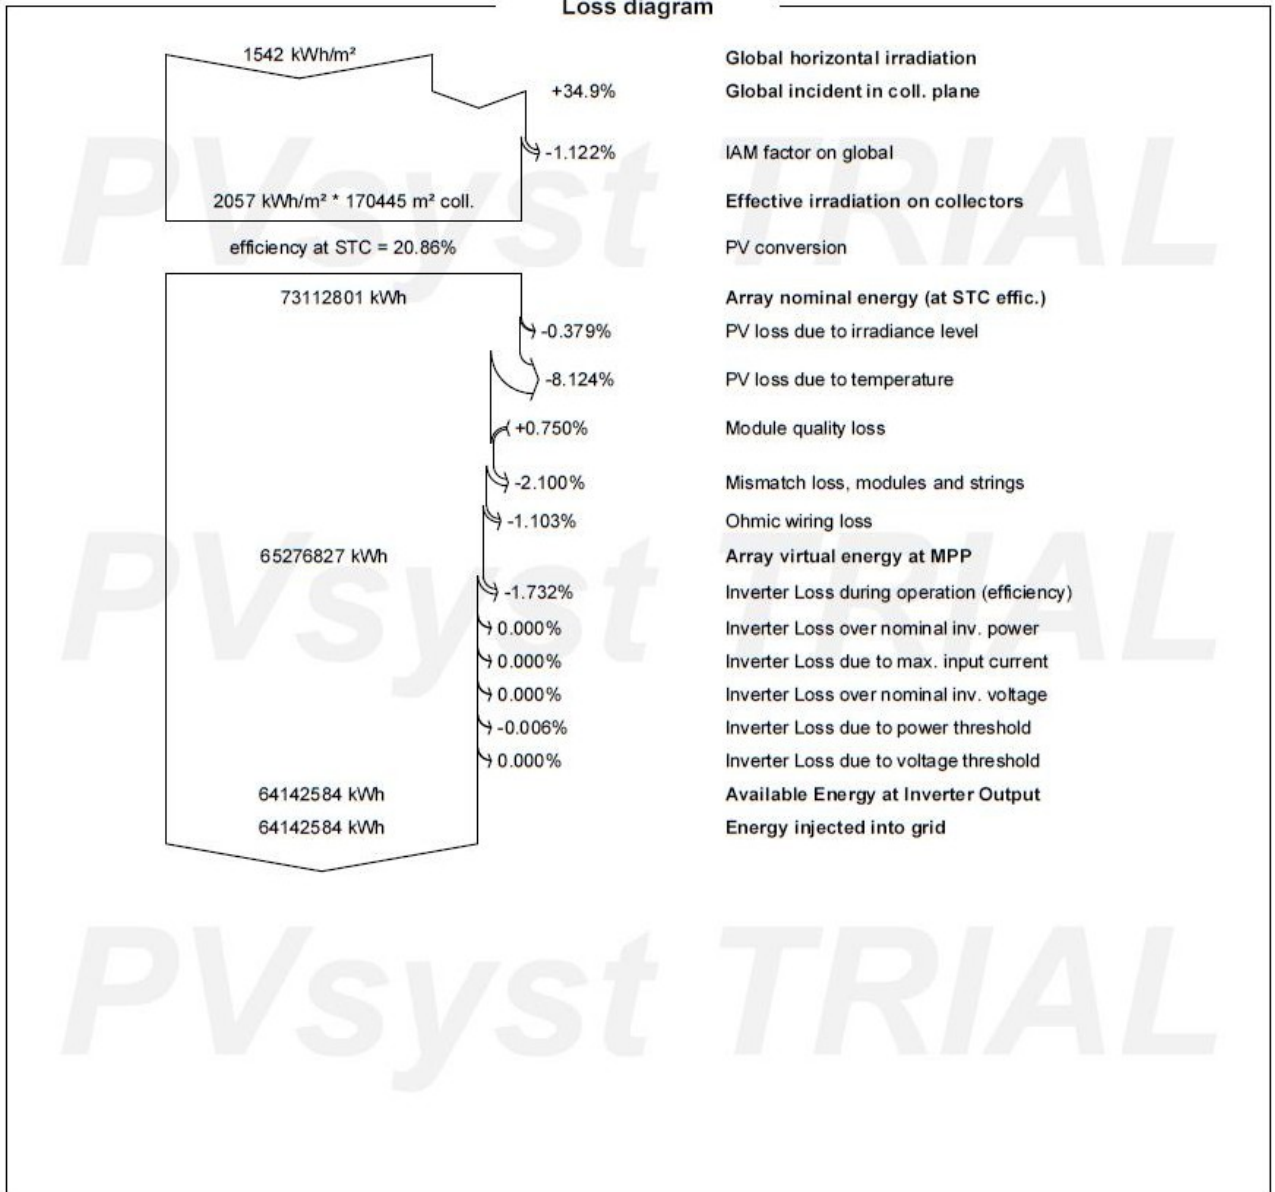 Loss diagram
1542 kWh/m² Global horizontal irradiation
+34.9% Global incident in coll. plane
-1.122% IAM factor on global
2057 kWh/m² * 170445 m² coll. Effective irradiation on collectors
efficiency at STC = 20.86% PV conversion
73112801 kWh Array nominal energy (at STC effic.)
-0.379% PV loss due to irradiance level
-8.124% PV loss due to temperature
+0.750% Module quality loss
-2.100% Mismatch loss, modules and strings
-1.103% Ohmic wiring loss
65276827 kWh Array virtual energy at MPP
-1.732% Inverter Loss during operation (efficiency)
0.000% Inverter Loss over nominal inv. power
0.000% Inverter Loss due to max. input current
0.000% Inverter Loss over nominal inv. voltage
-0.006% Inverter Loss due to power threshold
0.000% Inverter Loss due to voltage threshold
64142584 kWh Available Energy at Inverter Output
64142584 kWh Energy injected into grid
PVsyst TRIAL
PVsyst TRIAL
PVsyst TRIAL